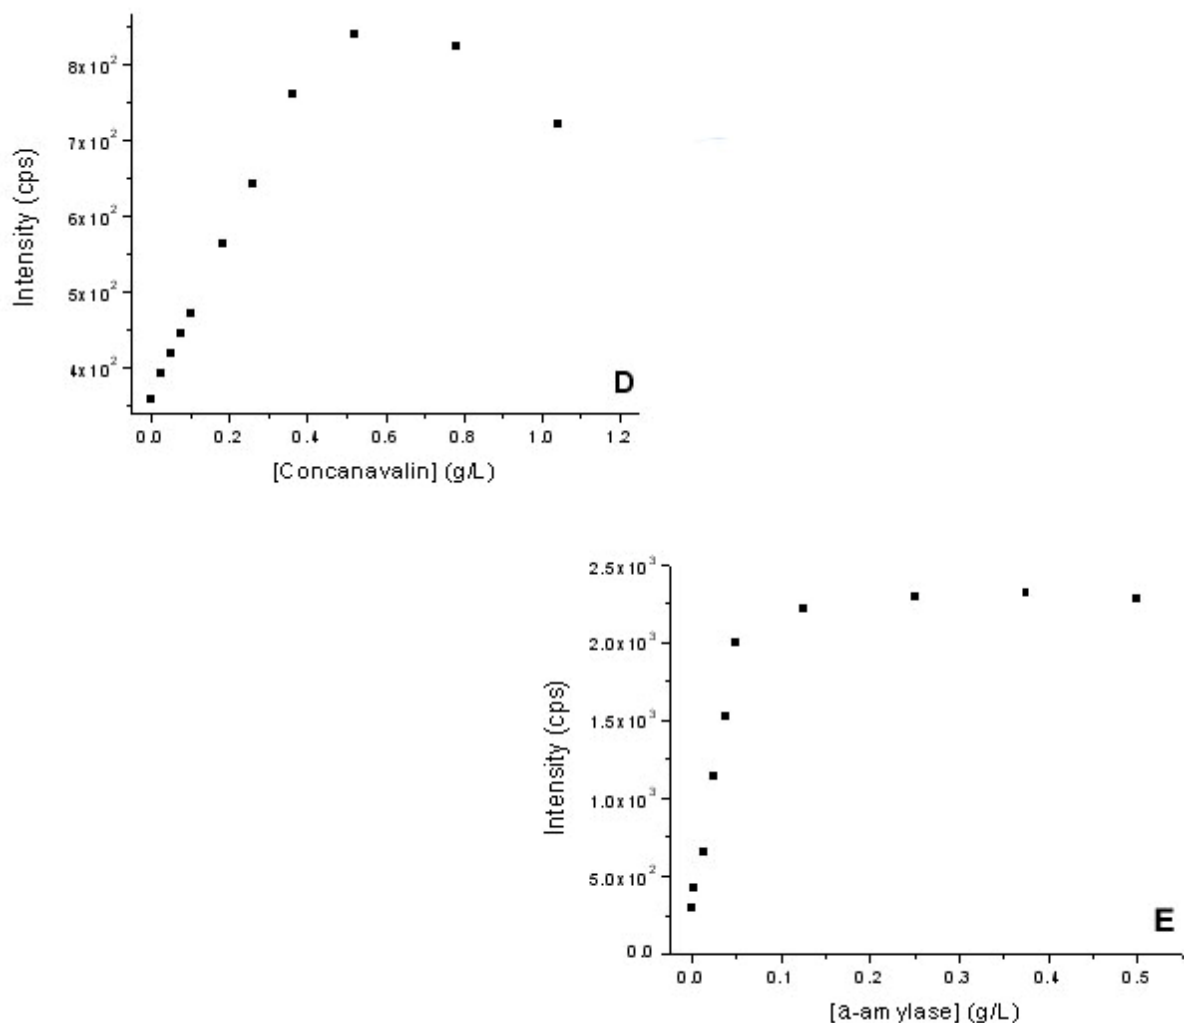 8x10²
7x10²
6x10²
5x10²
4x10²
Intensity (cps)
D
0.0 0.2 0.4 0.6 0.8 1.0 1.2
[Concanavalin] (g/L)
2.5x10³
2.0x10³
1.5x10³
1.0x10³
5.0x10²
0.0
Intensity (cps)
E
0.0 0.1 0.2 0.3 0.4 0.5
[a-amylase] (g/L)